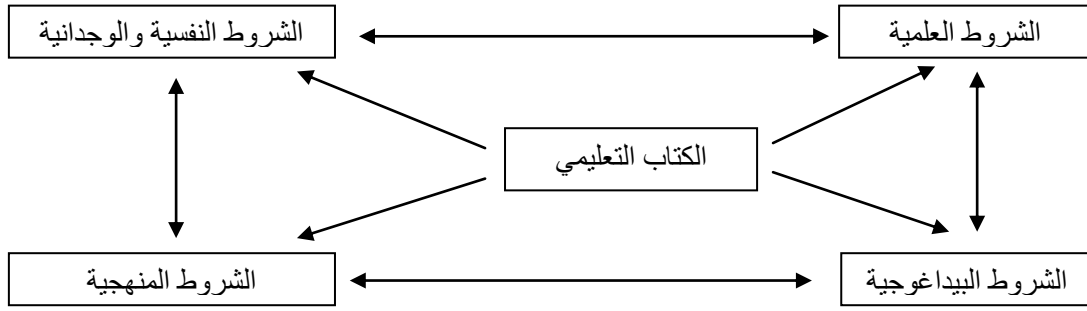 الشروط العلمية
الشروط النفسية والوجدانية
الكتاب التعليمي
الشروط البيداغوجية
الشروط المنهجية